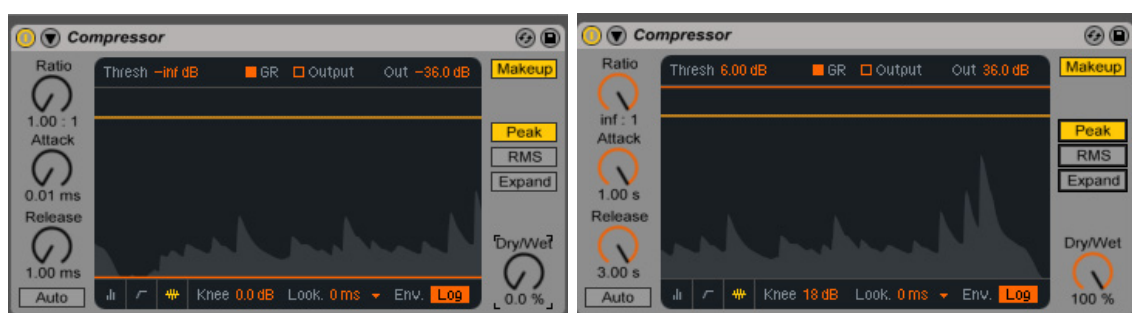 Compressor
Ratio
Thresh -inf dB GR Output Out -36.0 dB Makeup
1.00 : 1
Attack
Peak
RMS
0.01 ms
Expand
Release
Dry/Wet
1.00 ms
Auto Knee 0.0 dB Look. 0 ms Env. Log 0.0 %
Compressor
Ratio
Thresh 6.00 dB GR Output Out 36.0 dB Makeup
inf : 1
Attack
Peak
RMS
1.00 s
Expand
Release
Dry/Wet
3.00 s
Auto Knee 18 dB Look. 0 ms Env. Log 100 %